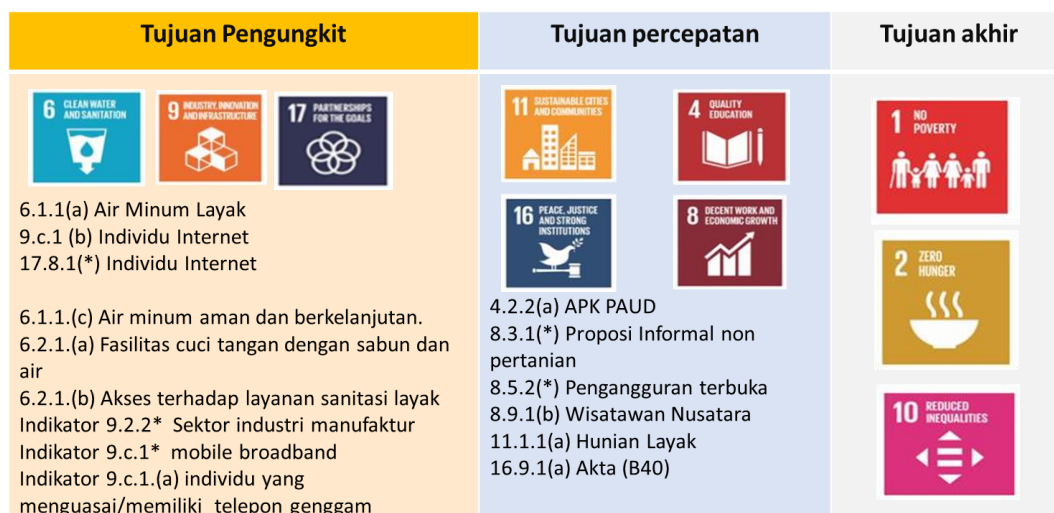 Tujuan Pengungkit
6 CLEAN WATER
AND SANITATION
9 INDUSTRY, INNOVATION
AND INFRASTRUCTURE
17 PARTNERSHIPS
FOR THE GOALS
6.1.1(a) Air Minum Layak
9.c.1 (b) Individu Internet
17.8.1(*) Individu Internet
6.1.1.(c) Air minum aman dan berkelanjutan.
6.2.1.(a) Fasilitas cuci tangan dengan sabun dan
air
6.2.1.(b) Akses terhadap layanan sanitasi layak
Indikator 9.2.2* Sektor industri manufaktur
Indikator 9.c.1* mobile broadband
Indikator 9.c.1.(a) individu yang
menguasai/memiliki telepon genggam
Tujuan percepatan
11 SUSTAINABLE CITIES
AND COMMUNITIES
4 QUALITY
EDUCATION
16 PEACE, JUSTICE
AND STRONG
INSTITUTIONS
8 DECENT WORK AND
ECONOMIC GROWTH
4.2.2(a) APK PAUD
8.3.1(*) Proposi Informal non
pertanian
8.5.2(*) Pengangguran terbuka
8.9.1(b) Wisatawan Nusatara
11.1.1(a) Hunian Layak
16.9.1(a) Akta (B40)
Tujuan akhir
1 NO
POVERTY
2 ZERO
HUNGER
10 REDUCED
INEQUALITIES